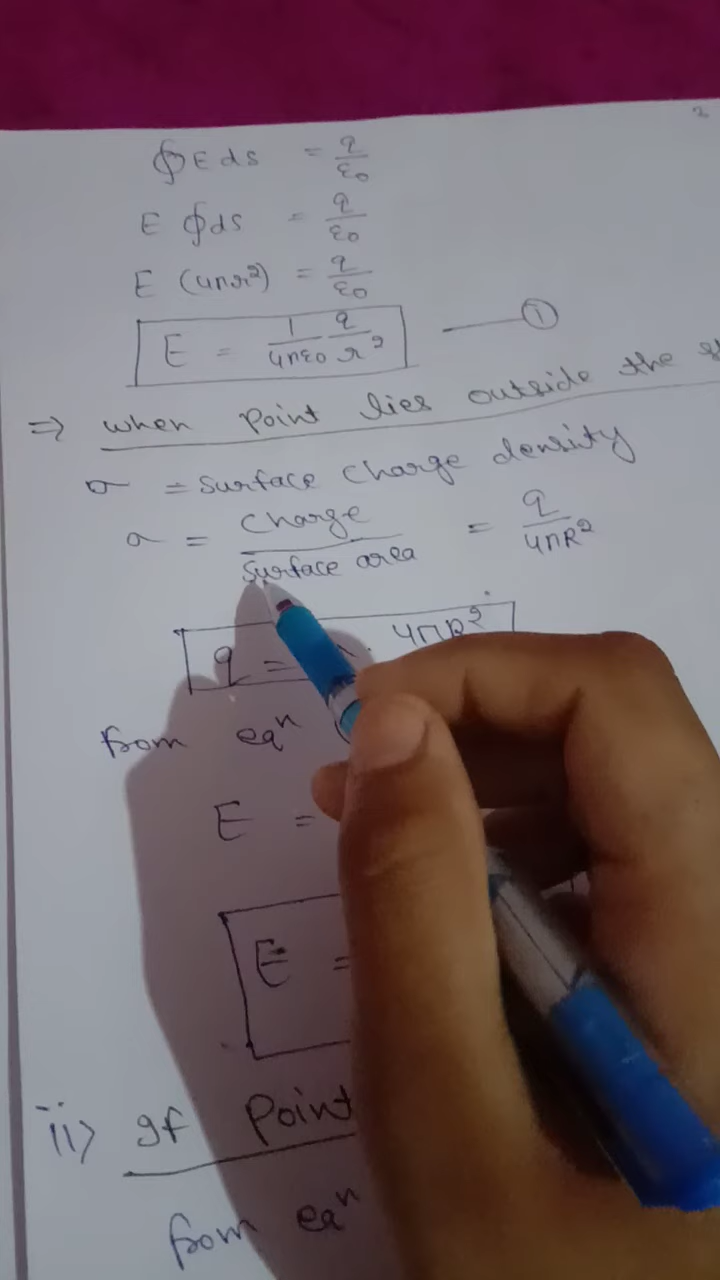 ∮ E ds = q/ε₀
E ∮ds = q/ε₀
E (4πr²) = q/ε₀
E = 1/4πε₀ q/r² — ①
⇒ when Point lies outside the
σ = Surface Charge density
σ = Charge/Surface area = q/4πR²
q = . 4πR²
from eqⁿ
E =
E =
ii) If Point
from eqⁿ